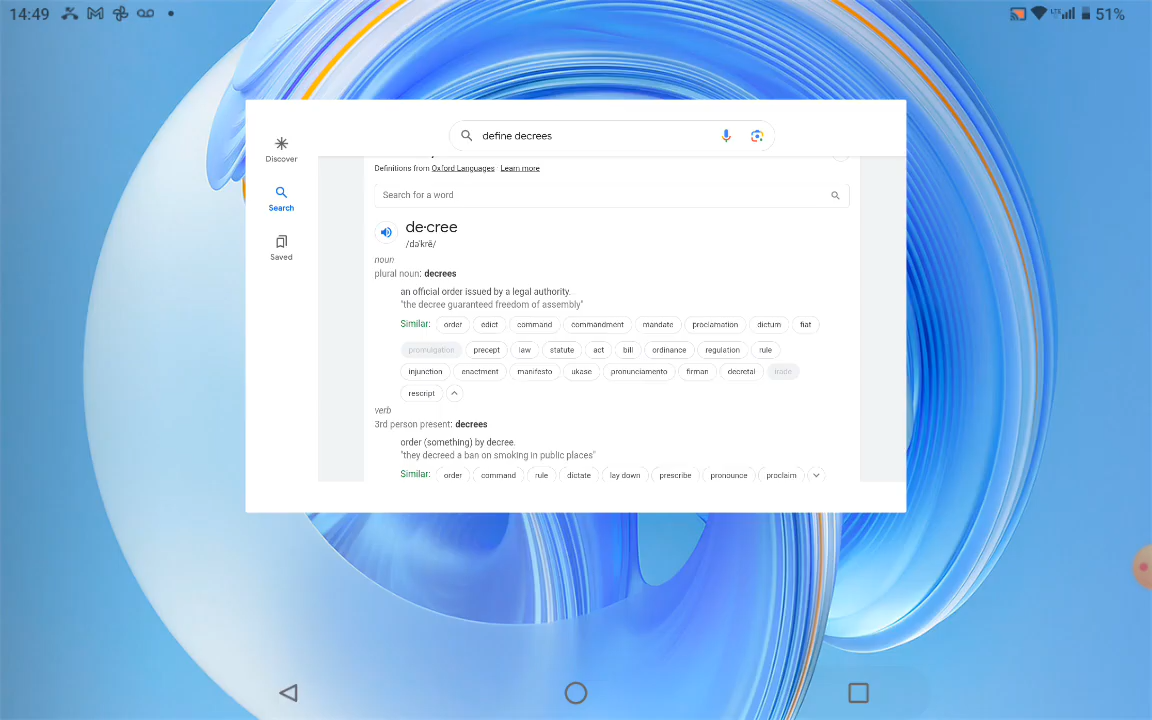 14:49
LTE 51%
define decrees
Discover
Search
Saved
Definitions from Oxford Languages · Learn more
Search for a word
de·cree
/dəˈkrē/
noun
plural noun: decrees
an official order issued by a legal authority.
"the decree guaranteed freedom of assembly"
Similar: order edict command commandment mandate proclamation dictum fiat
promulgation precept law statute act bill ordinance regulation rule
injunction enactment manifesto ukase pronunciamento firman decretal irade
rescript
verb
3rd person present: decrees
order (something) by decree.
"they decreed a ban on smoking in public places"
Similar: order command rule dictate lay down prescribe pronounce proclaim